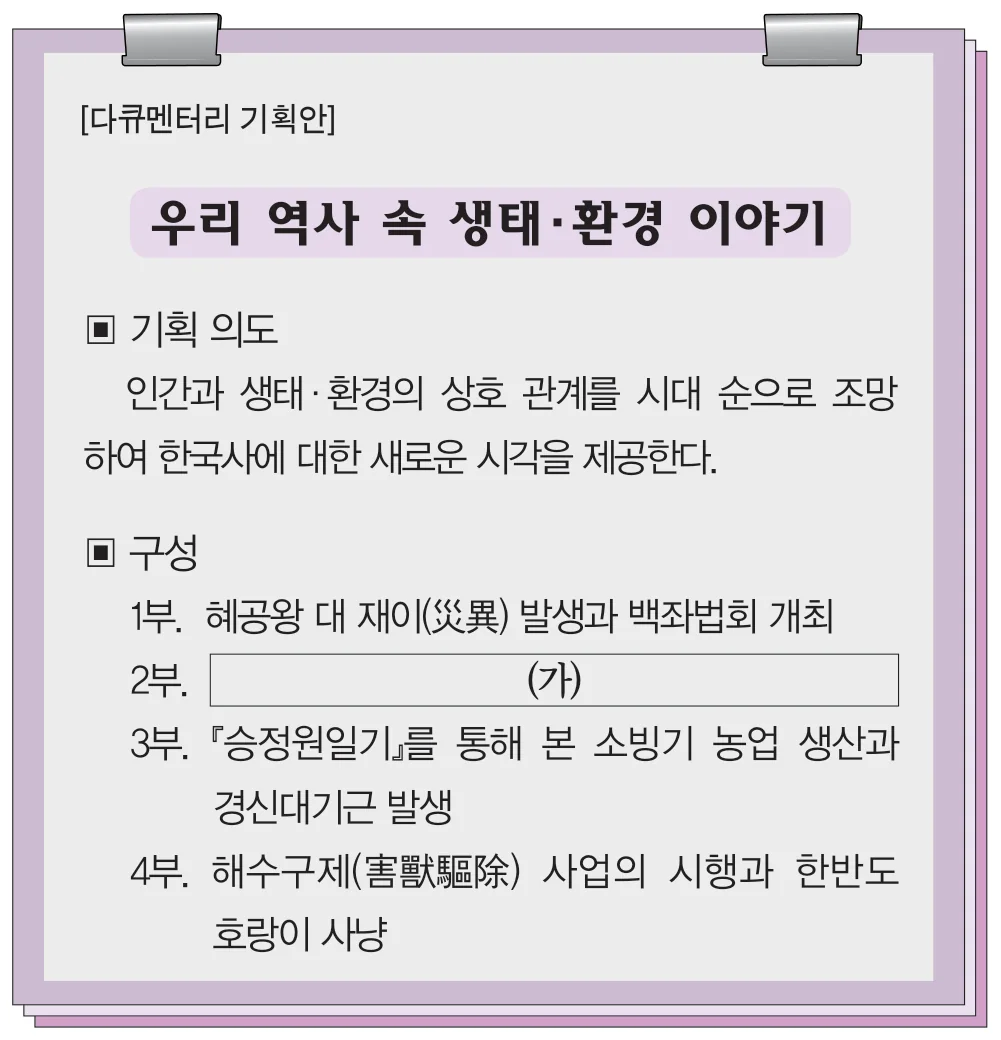 [다큐멘터리 기획안]
우리 역사 속 생태·환경 이야기
▣ 기획 의도
인간과 생태·환경의 상호 관계를 시대 순으로 조망
하여 한국사에 대한 새로운 시각을 제공한다.
▣ 구성
1부. 혜공왕 대 재이(災異) 발생과 백좌법회 개최
2부. (가)
3부. 『승정원일기』를 통해 본 소빙기 농업 생산과
경신대기근 발생
4부. 해수구제(害獸驅除) 사업의 시행과 한반도
호랑이 사냥